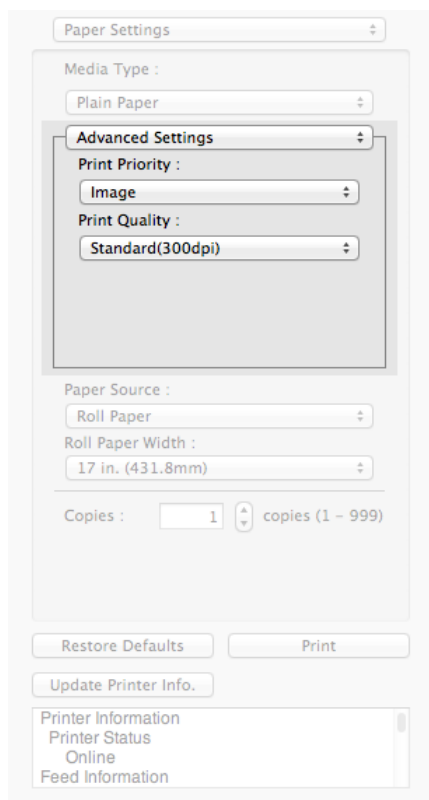 Paper Settings
Media Type :
Plain Paper
Advanced Settings
Print Priority :
Image
Print Quality :
Standard(300dpi)
Paper Source :
Roll Paper
Roll Paper Width :
17 in. (431.8mm)
Copies : 1 copies (1 – 999)
Restore Defaults Print
Update Printer Info.
Printer Information
Printer Status
Online
Feed Information